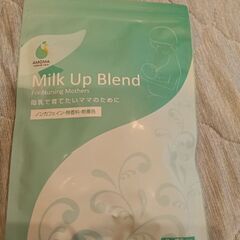 AMOMA
Milk Up Blend
For Nursing Mothers
母乳で育てたいママのために
ノンカフェイン・無香料・無着色